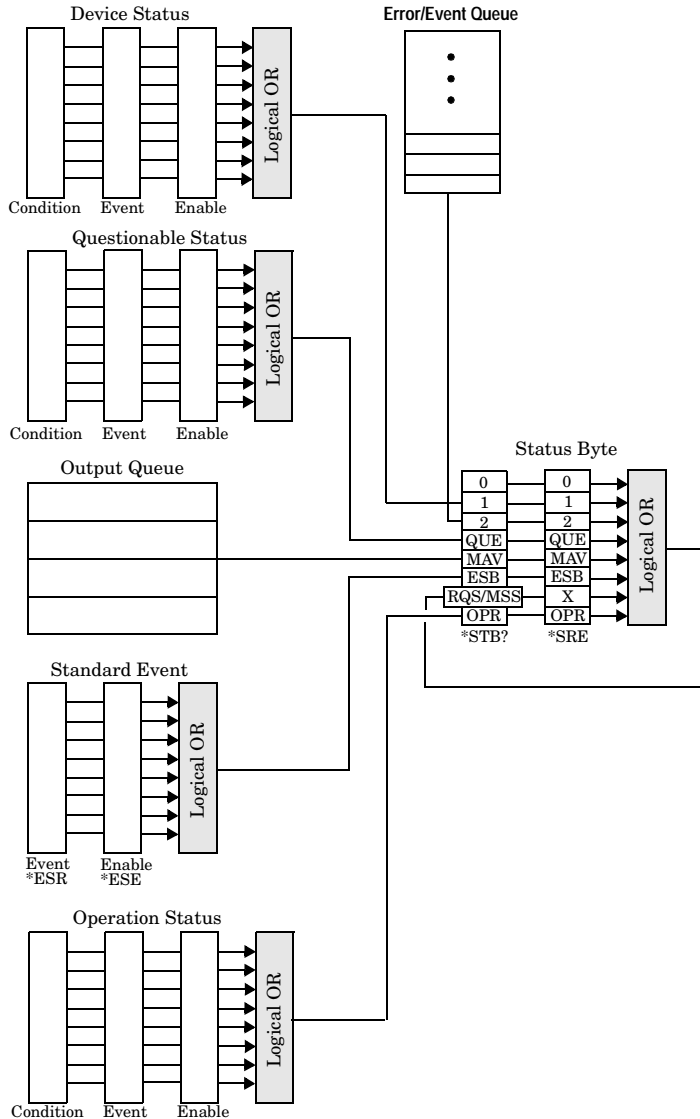 Device Status
Logical OR
Condition Event Enable
Error/Event Queue
Questionable Status
Logical OR
Condition Event Enable
Output Queue
Status Byte
0 0
1 1
2 2
QUE QUE
MAV MAV
ESB ESB
RQS/MSS X
OPR OPR
*STB? *SRE
Logical OR
Standard Event
Logical OR
Event Enable
*ESR *ESE
Operation Status
Logical OR
Condition Event Enable